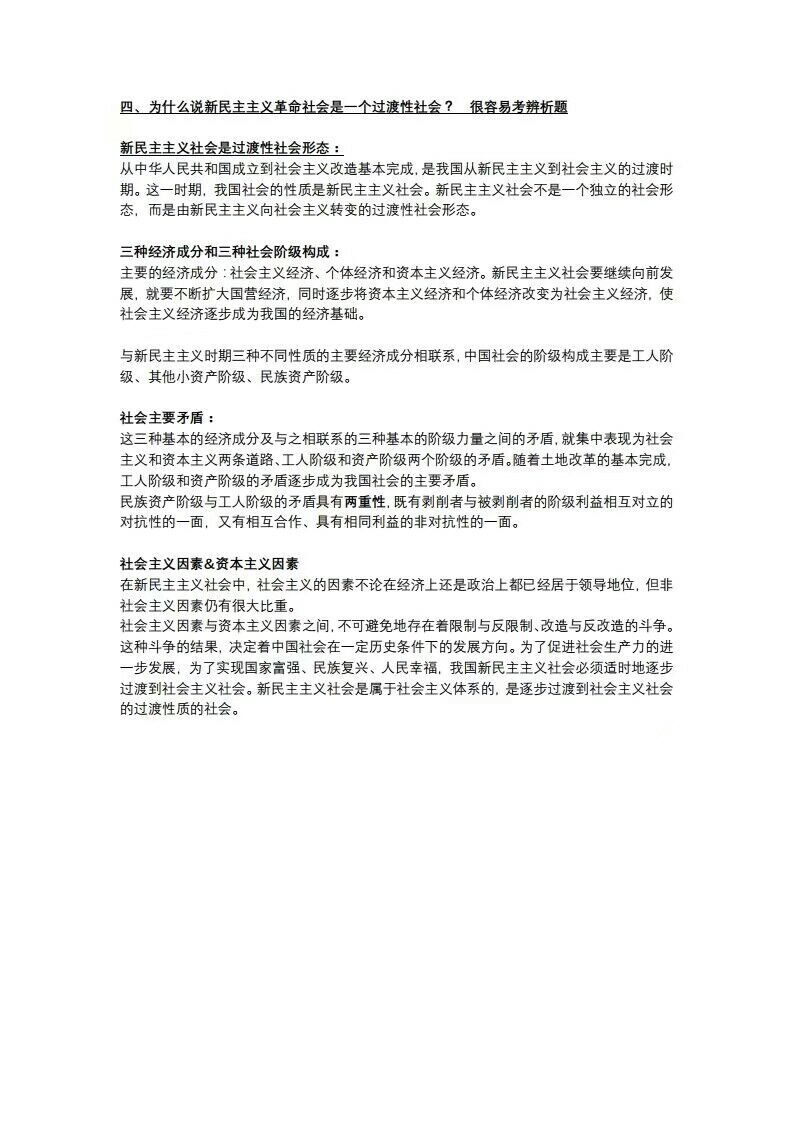 四、为什么说新民主主义革命社会是一个过渡性社会？ 很容易考辨析题
新民主主义社会是过渡性社会形态：
从中华人民共和国成立到社会主义改造基本完成，是我国从新民主主义到社会主义的过渡时
期。这一时期，我国社会的性质是新民主主义社会。新民主主义社会不是一个独立的社会形
态，而是由新民主主义向社会主义转变的过渡性社会形态。
三种经济成分和三种社会阶级构成：
主要的经济成分：社会主义经济、个体经济和资本主义经济。新民主主义社会要继续向前发
展，就要不断扩大国营经济，同时逐步将资本主义经济和个体经济改变为社会主义经济，使
社会主义经济逐步成为我国的经济基础。
与新民主主义时期三种不同性质的主要经济成分相联系，中国社会的阶级构成主要是工人阶
级、其他小资产阶级、民族资产阶级。
社会主要矛盾：
这三种基本的经济成分及与之相联系的三种基本的阶级力量之间的矛盾，就集中表现为社会
主义和资本主义两条道路、工人阶级和资产阶级两个阶级的矛盾。随着土地改革的基本完成，
工人阶级和资产阶级的矛盾逐步成为我国社会的主要矛盾。
民族资产阶级与工人阶级的矛盾具有两重性，既有剥削者与被剥削者的阶级利益相互对立的
对抗性的一面，又有相互合作、具有相同利益的非对抗性的一面。
社会主义因素&资本主义因素
在新民主主义社会中，社会主义的因素不论在经济上还是政治上都已经居于领导地位，但非
社会主义因素仍有很大比重。
社会主义因素与资本主义因素之间，不可避免地存在着限制与反限制、改造与反改造的斗争。
这种斗争的结果，决定着中国社会在一定历史条件下的发展方向。为了促进社会生产力的进
一步发展，为了实现国家富强、民族复兴、人民幸福，我国新民主主义社会必须适时地逐步
过渡到社会主义社会。新民主主义社会是属于社会主义体系的，是逐步过渡到社会主义社会
的过渡性质的社会。